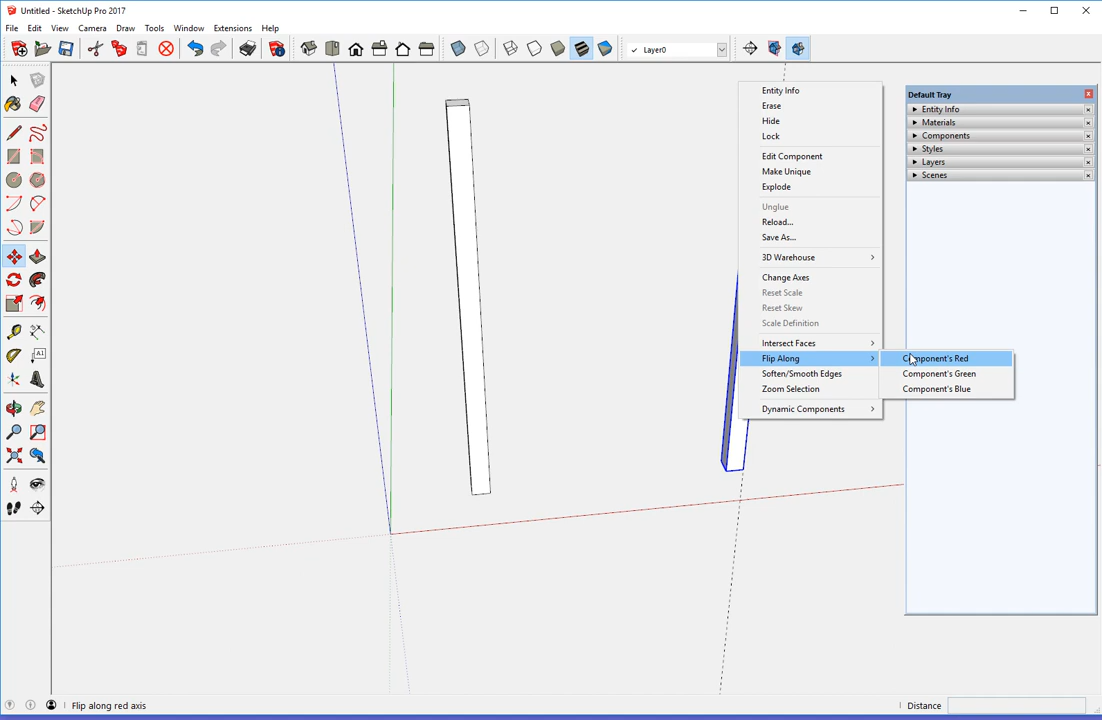 Untitled - SketchUp Pro 2017
File Edit View Camera Draw Tools Window Extensions Help
Layer0
Default Tray
Entity Info
Materials
Components
Styles
Layers
Scenes
Entity Info
Erase
Hide
Lock
Edit Component
Make Unique
Explode
Unglue
Reload...
Save As...
3D Warehouse
Change Axes
Reset Scale
Reset Skew
Scale Definition
Intersect Faces
Flip Along
Soften/Smooth Edges
Zoom Selection
Dynamic Components
Component's Red
Component's Green
Component's Blue
A1
Flip along red axis
Distance